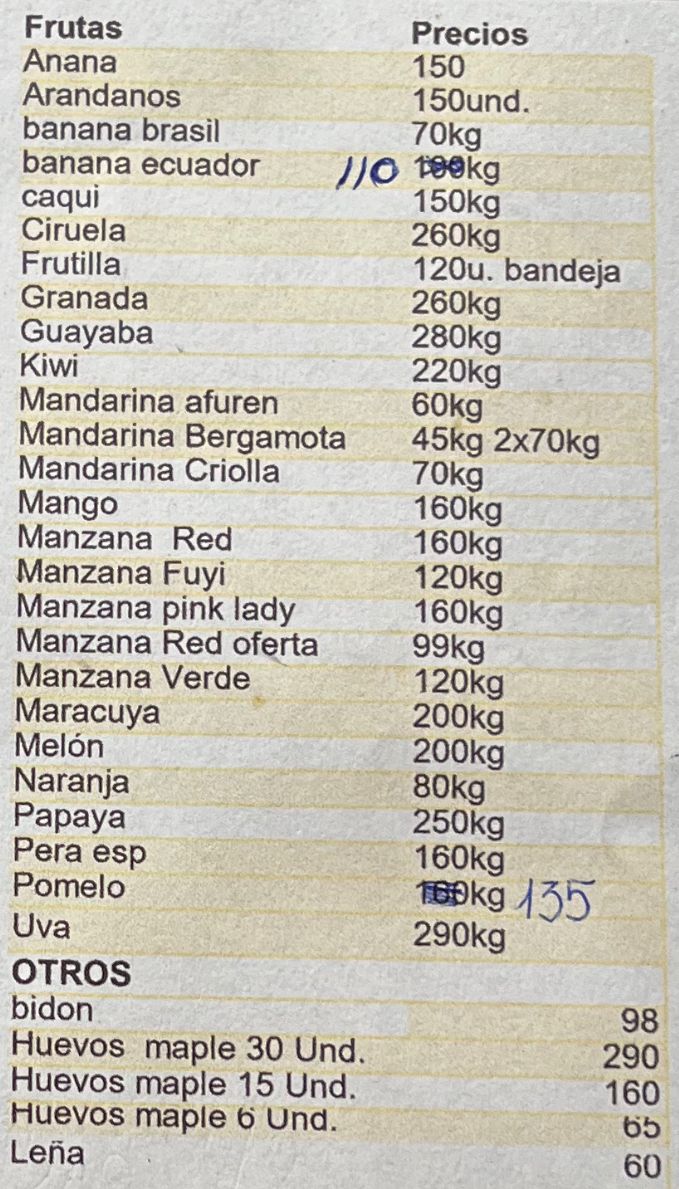 Frutas Precios
Anana 150
Arandanos 150und.
banana brasil 70kg
banana ecuador 110 kg
caqui 150kg
Ciruela 260kg
Frutilla 120u. bandeja
Granada 260kg
Guayaba 280kg
Kiwi 220kg
Mandarina afuren 60kg
Mandarina Bergamota 45kg 2x70kg
Mandarina Criolla 70kg
Mango 160kg
Manzana Red 160kg
Manzana Fuyi 120kg
Manzana pink lady 160kg
Manzana Red oferta 99kg
Manzana Verde 120kg
Maracuya 200kg
Melón 200kg
Naranja 80kg
Papaya 250kg
Pera esp 160kg
Pomelo kg 135
Uva 290kg
OTROS
bidon 98
Huevos maple 30 Und. 290
Huevos maple 15 Und. 160
Huevos maple 6 Und. 65
Leña 60